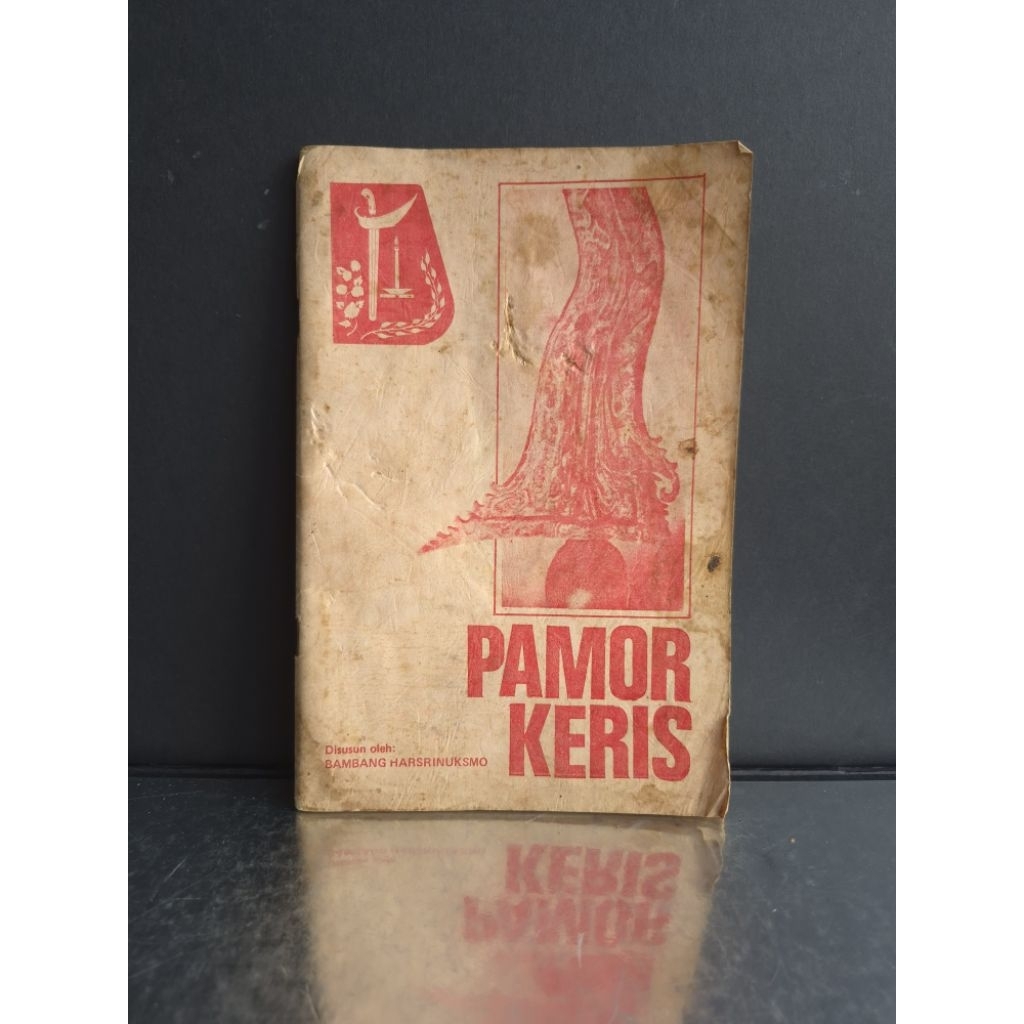 PAMOR
KERIS
Disusun oleh:
BAMBANG HARSRINUKSMO